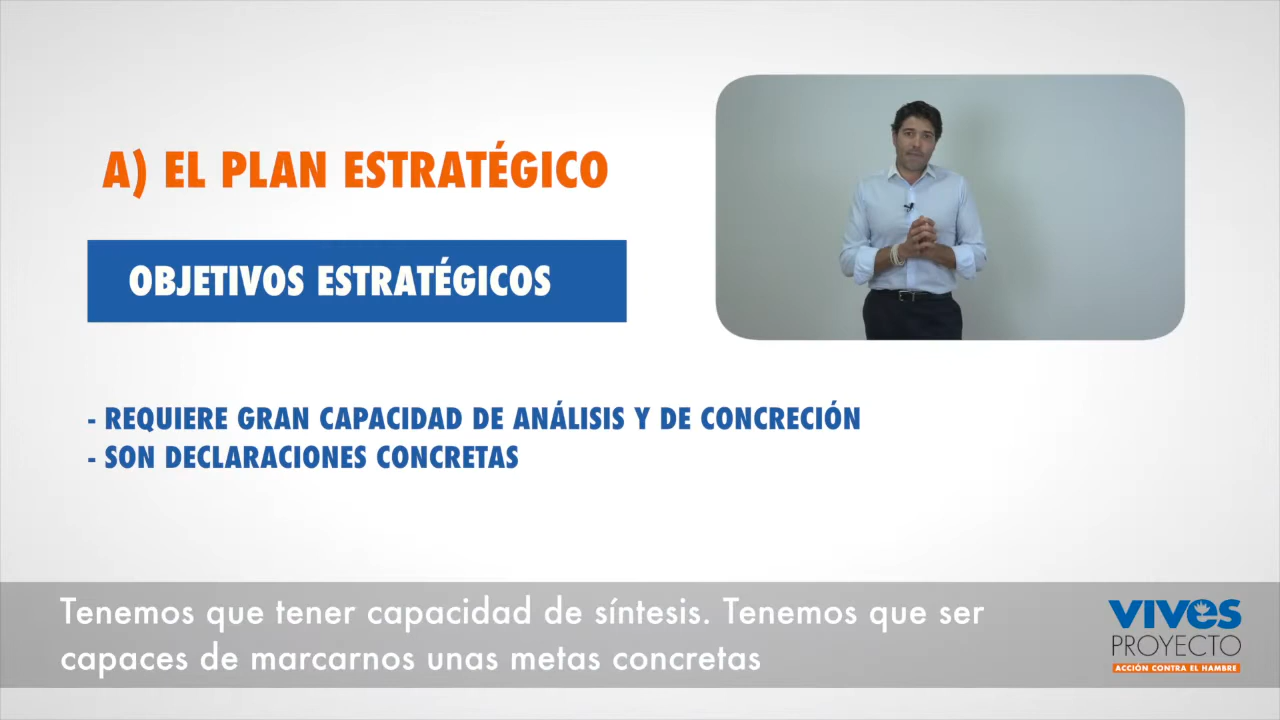 A) EL PLAN ESTRATÉGICO
OBJETIVOS ESTRATÉGICOS
- REQUIERE GRAN CAPACIDAD DE ANÁLISIS Y DE CONCRECIÓN
- SON DECLARACIONES CONCRETAS
Tenemos que tener capacidad de síntesis. Tenemos que ser
capaces de marcarnos unas metas concretas
VIVES
PROYECTO
ACCIÓN CONTRA EL HAMBRE